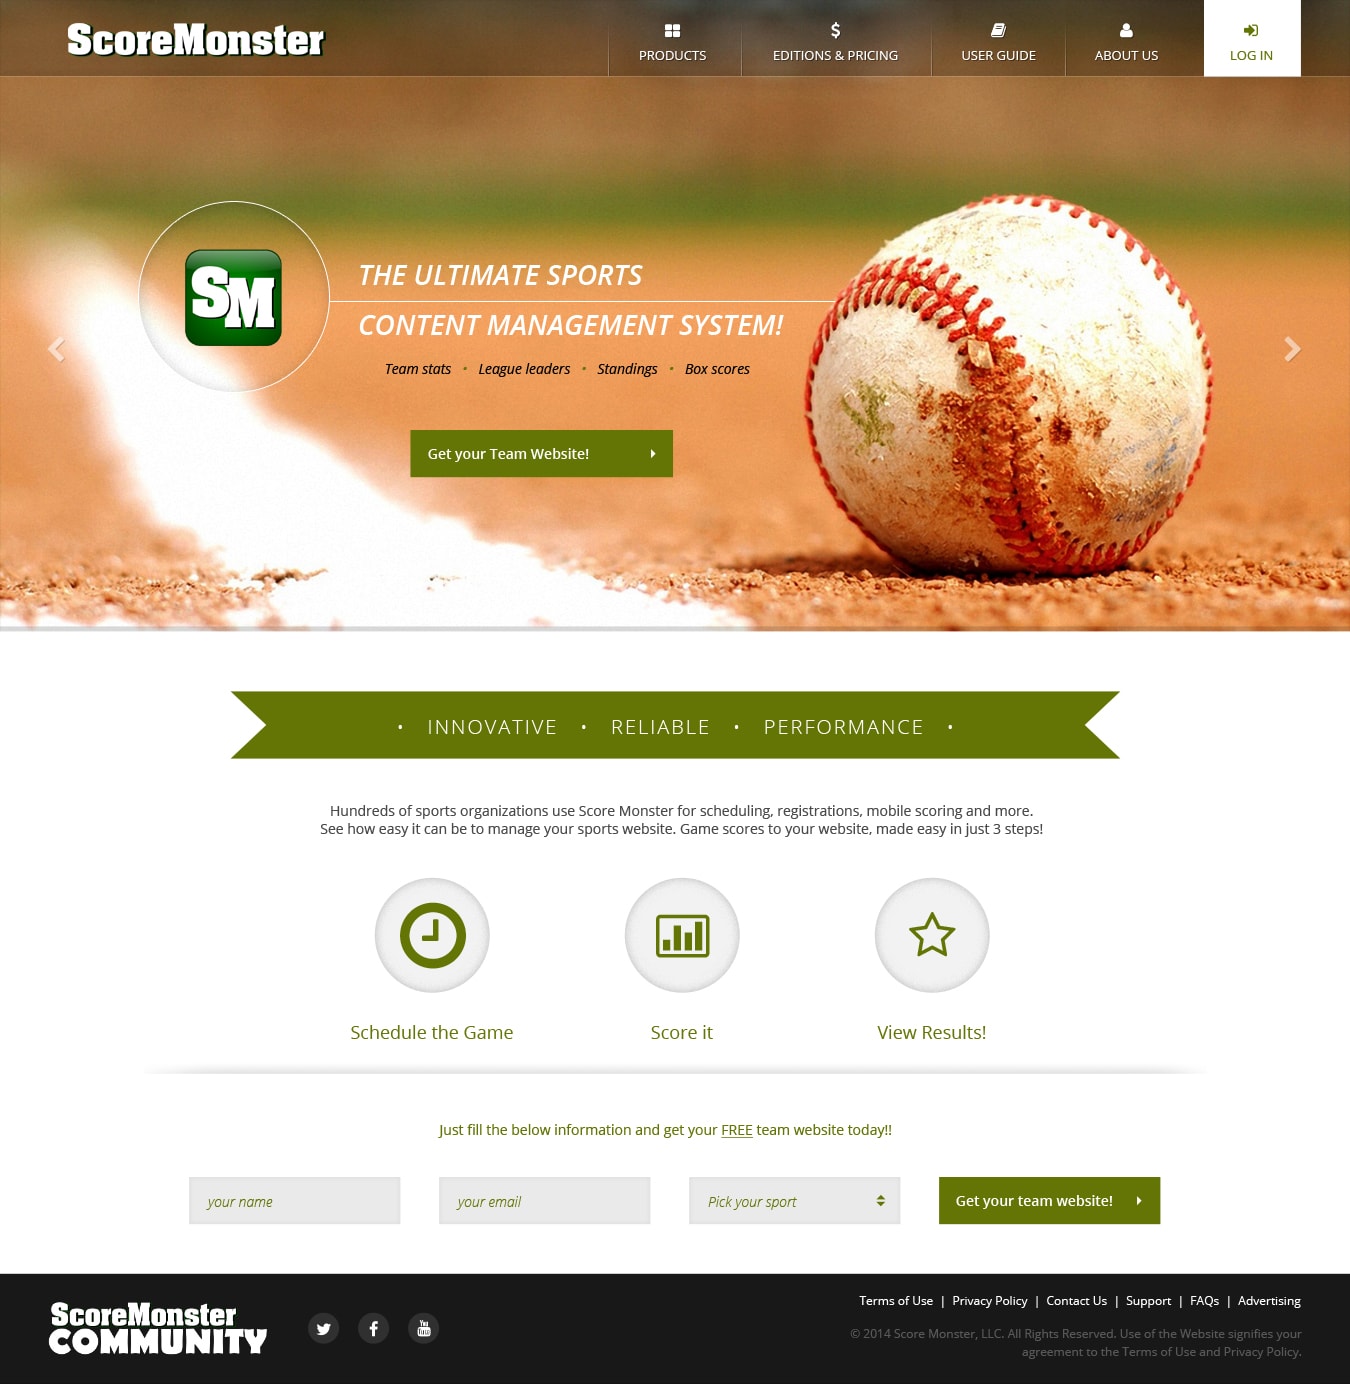 ScoreMonster
PRODUCTS
EDITIONS & PRICING
USER GUIDE
ABOUT US
LOG IN
SM
THE ULTIMATE SPORTS
CONTENT MANAGEMENT SYSTEM!
Team stats • League leaders • Standings • Box scores
Get your Team Website!
• INNOVATIVE • RELIABLE • PERFORMANCE •
Hundreds of sports organizations use Score Monster for scheduling, registrations, mobile scoring and more.
See how easy it can be to manage your sports website. Game scores to your website, made easy in just 3 steps!
Schedule the Game
Score it
View Results!
Just fill the below information and get your FREE team website today!!
your name
your email
Pick your sport
Get your team website!
ScoreMonster
COMMUNITY
You Tube
Terms of Use | Privacy Policy | Contact Us | Support | FAQs | Advertising
© 2014 Score Monster, LLC. All Rights Reserved. Use of the Website signifies your
agreement to the Terms of Use and Privacy Policy.